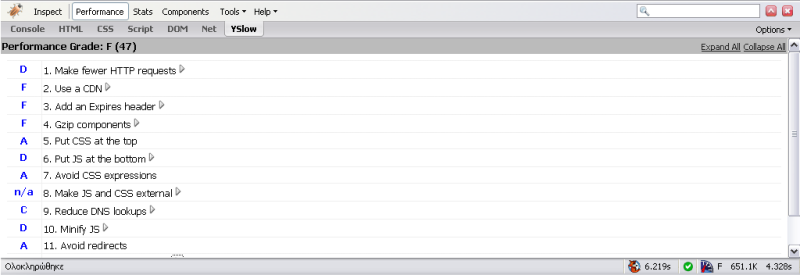 Inspect Performance Stats Components Tools Help
Console HTML CSS Script DOM Net YSlow Options
Performance Grade: F (47) Expand All Collapse All
D 1. Make fewer HTTP requests
F 2. Use a CDN
F 3. Add an Expires header
F 4. Gzip components
A 5. Put CSS at the top
D 6. Put JS at the bottom
A 7. Avoid CSS expressions
n/a 8. Make JS and CSS external
C 9. Reduce DNS lookups
D 10. Minify JS
A 11. Avoid redirects
Ολοκληρώθηκε 6.219s F 651.1K 4.328s